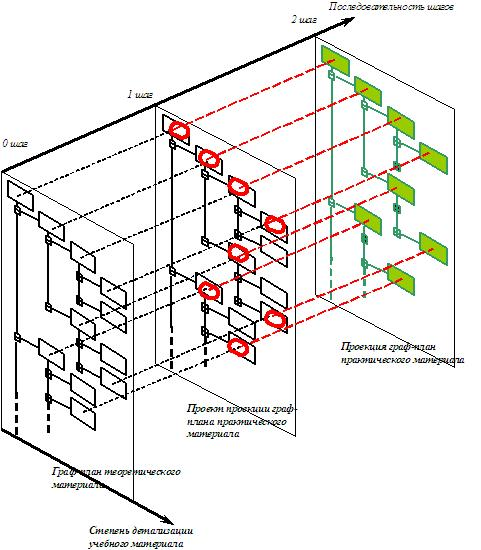 Последовательность шагов
2 шаг
1 шаг
0 шаг
Проекция граф-план
практического материала
Проект проекции граф-
плана практического
материала
Граф-план теоретического
материала
Степень детализации
учебного материала